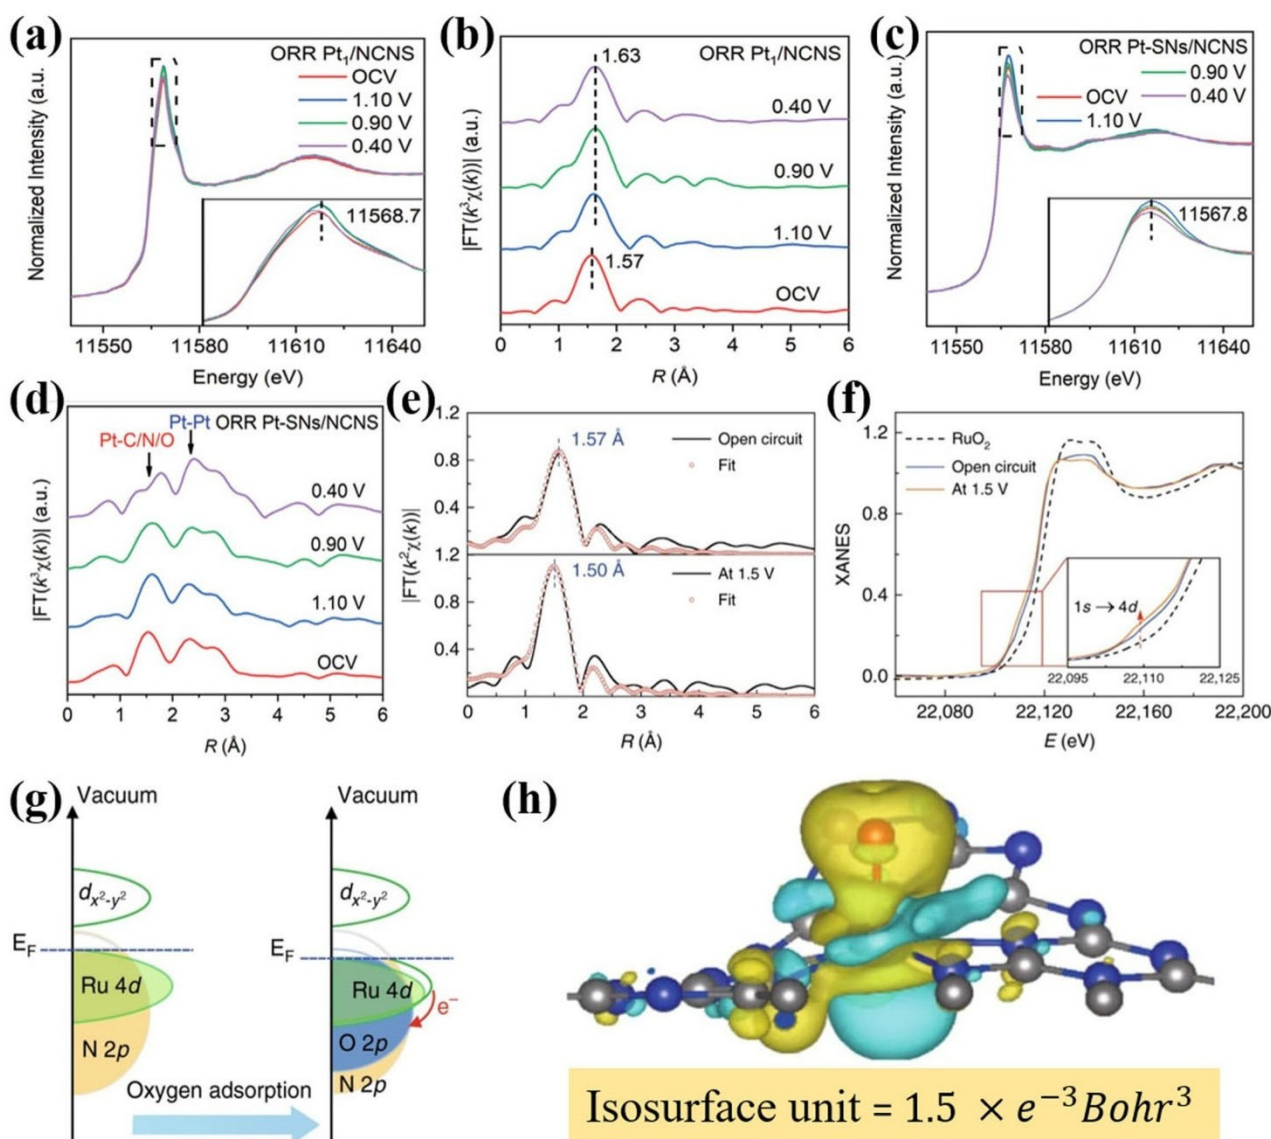 (a)
ORR Pt₁/NCNS
OCV
1.10 V
0.90 V
0.40 V
11568.7
Normalized Intensity (a.u.)
11550 11580 11610 11640
Energy (eV)
(b)
1.63
ORR Pt₁/NCNS
0.40 V
0.90 V
1.10 V
1.57
OCV
|FT(k³χ(k))| (a.u.)
0 1 2 3 4 5 6
R (Å)
(c)
ORR Pt-SNs/NCNS
0.90 V
OCV
0.40 V
1.10 V
11567.8
Normalized Intensity (a.u.)
11550 11580 11610 11640
Energy (eV)
(d)
Pt-Pt ORR Pt-SNs/NCNS
Pt-C/N/O
0.40 V
0.90 V
1.10 V
OCV
|FT(k³χ(k))| (a.u.)
0 1 2 3 4 5 6
R (Å)
(e)
1.2
1.57 Å
Open circuit
0.8
Fit
0.4
1.2
1.50 Å
At 1.5 V
Fit
0.8
0.4
|FT(k²χ(k))|
0 1 2 3 4 5 6
R (Å)
(f)
1.2
RuO₂
Open circuit
At 1.5 V
0.8
0.4
0.0
XANES
1s → 4d
22,095 22,110 22,125
22,080 22,120 22,160 22,200
E (eV)
(g)
Vacuum
dx²-y²
EF
Ru 4d
N 2p
Oxygen adsorption
Vacuum
dx²-y²
EF
Ru 4d
e⁻
O 2p
N 2p
(h)
Isosurface unit = 1.5 × e⁻³Bohr³